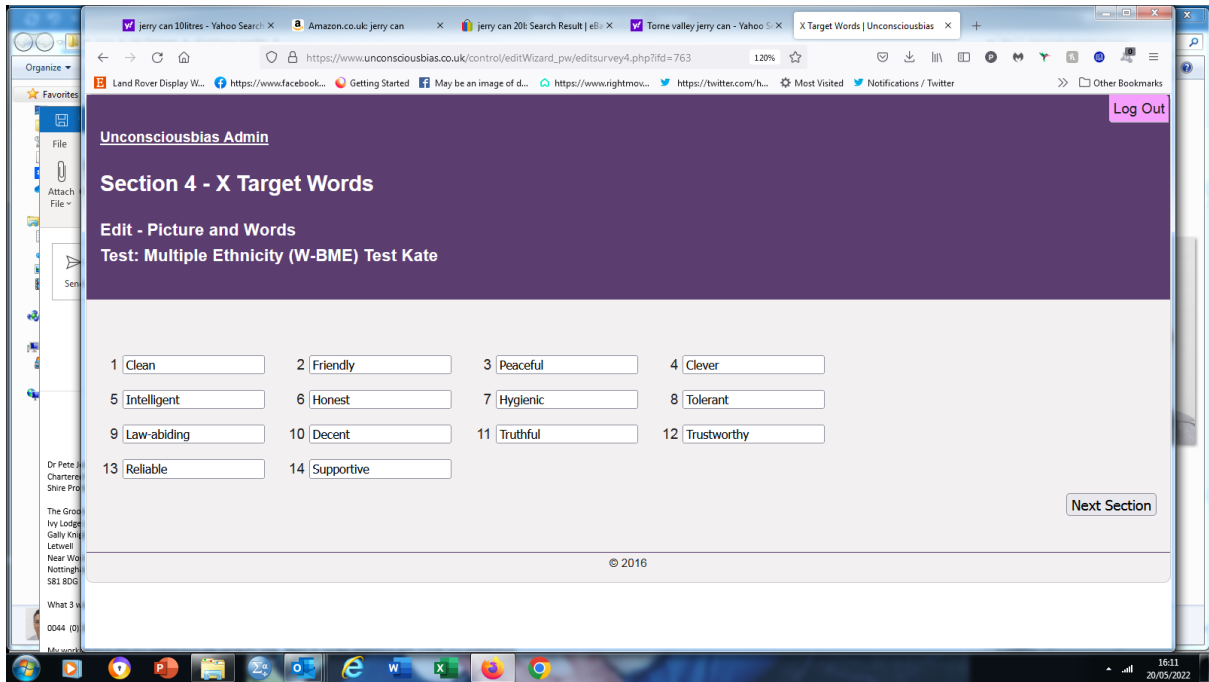 jerry can 10litres - Yahoo Search
Amazon.co.uk: jerry can
jerry can 20l: Search Result | eBa
Torne valley jerry can - Yahoo S
X Target Words | Unconsciousbias
https://www.unconsciousbias.co.uk/control/editWizard_pw/editsurvey4.php?ifd=763
120%
Organize
Land Rover Display W...
https://www.facebook...
Getting Started
May be an image of d...
https://www.rightmov...
https://twitter.com/h...
Most Visited
Notifications / Twitter
Other Bookmarks
Favorites
Log Out
File
Unconsciousbias Admin
Section 4 - X Target Words
Attach
File
Edit - Picture and Words
Test: Multiple Ethnicity (W-BME) Test Kate
Sen
1 Clean 2 Friendly 3 Peaceful 4 Clever
5 Intelligent 6 Honest 7 Hygienic 8 Tolerant
9 Law-abiding 10 Decent 11 Truthful 12 Trustworthy
13 Reliable 14 Supportive
Next Section
© 2016
Dr Pete J
Chartere
Shire Pro
The Groo
Ivy Lodge
Gally Knig
Letwell
Near Wo
Nottingh
S81 8DG
What 3 w
0044 (0)
My work
16:11
20/05/2022